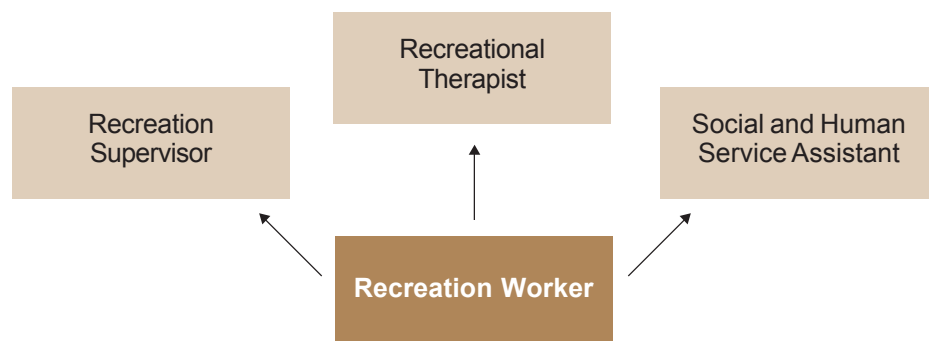 Recreational
Therapist
Recreation
Supervisor
Social and Human
Service Assistant
Recreation Worker